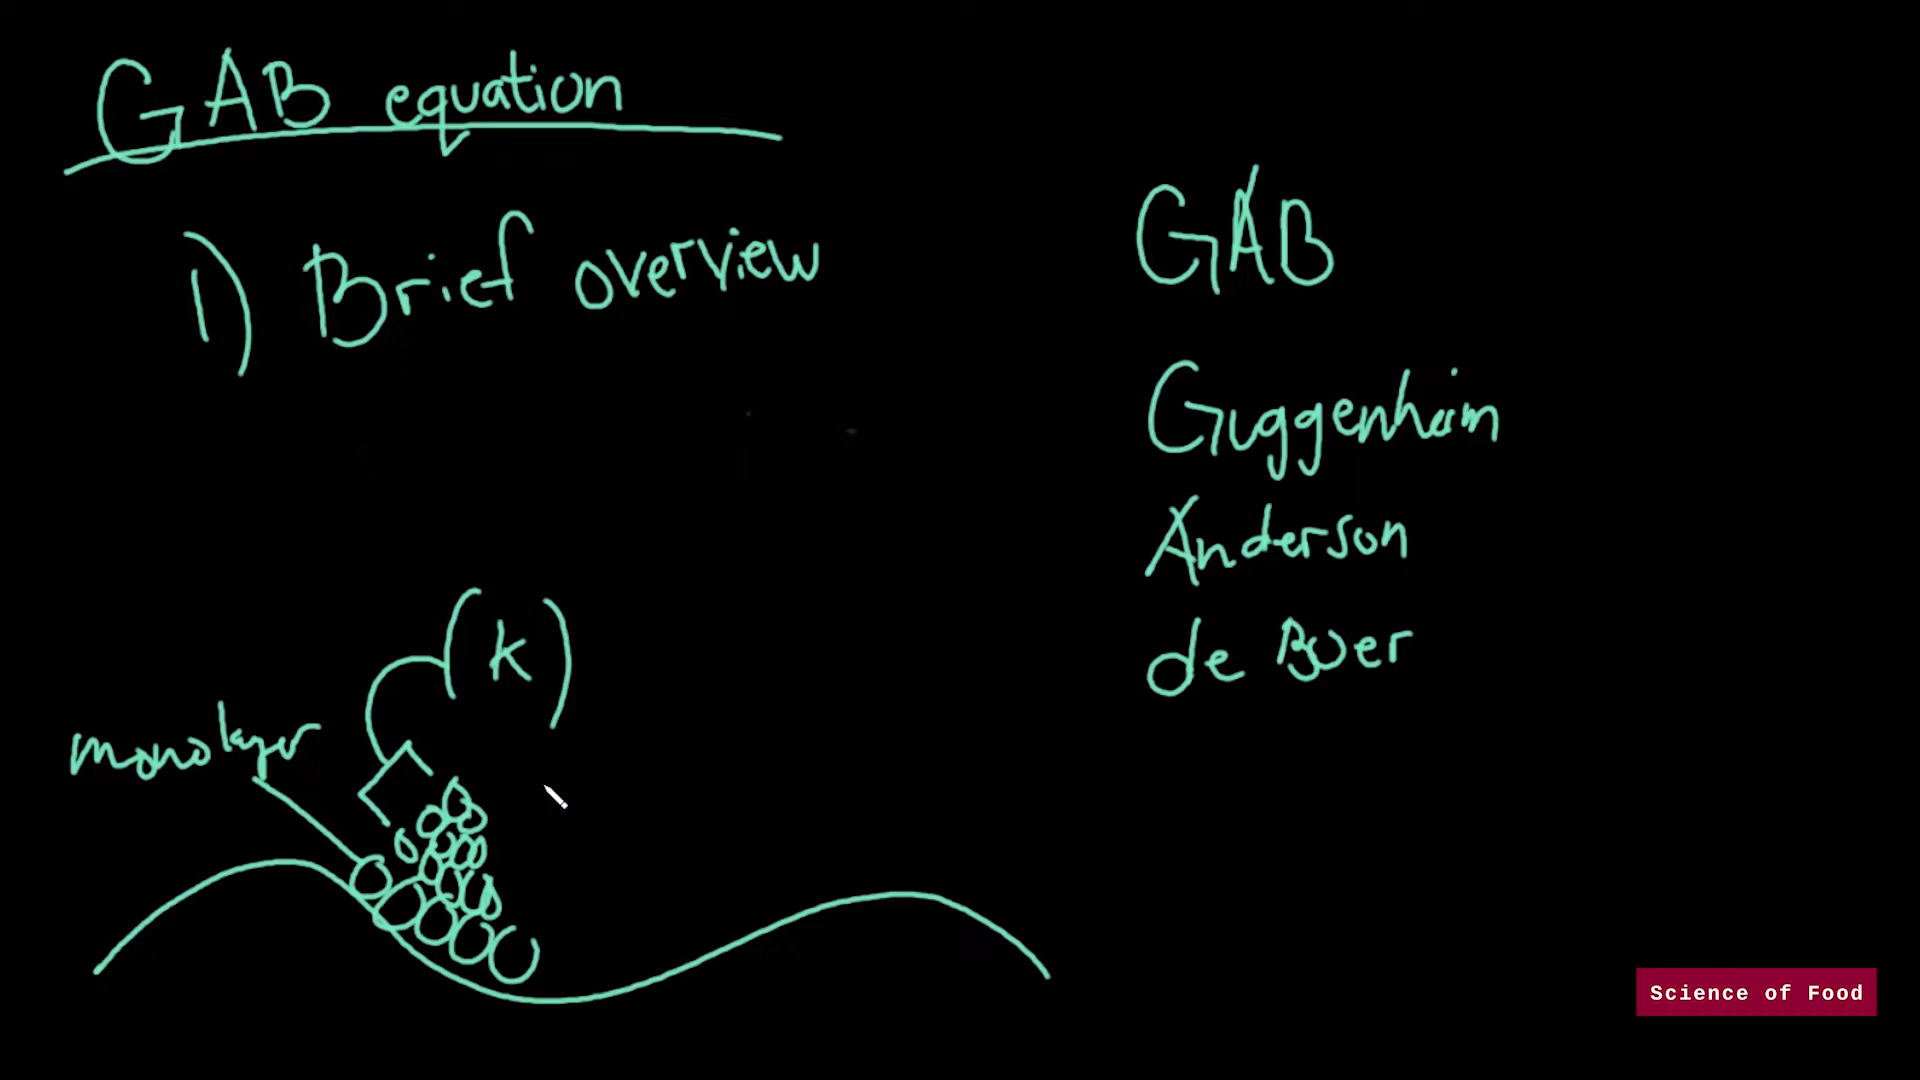 GAB equation
1) Brief overview
GAB
Guggenheim
Anderson
de Boer
(k)
monolayer
Science of Food